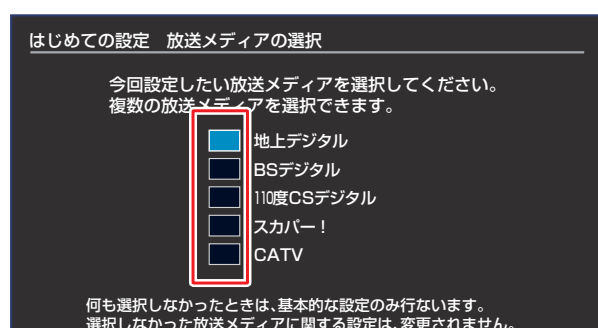 はじめての設定　放送メディアの選択
今回設定したい放送メディアを選択してください。
複数の放送メディアを選択できます。
地上デジタル
BSデジタル
110度CSデジタル
スカパー！
CATV
何も選択しなかったときは、基本的な設定のみ行ないます。
選択しなかった放送メディアに関する設定は、変更されません。